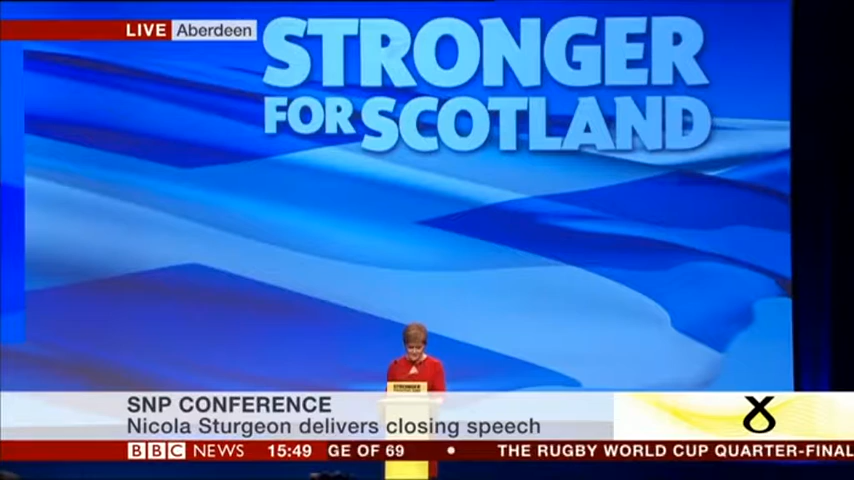 LIVE Aberdeen
STRONGER
FOR SCOTLAND
STRONGER
SNP CONFERENCE
Nicola Sturgeon delivers closing speech
BBC NEWS 15:49 GE OF 69 • THE RUGBY WORLD CUP QUARTER-FINAL